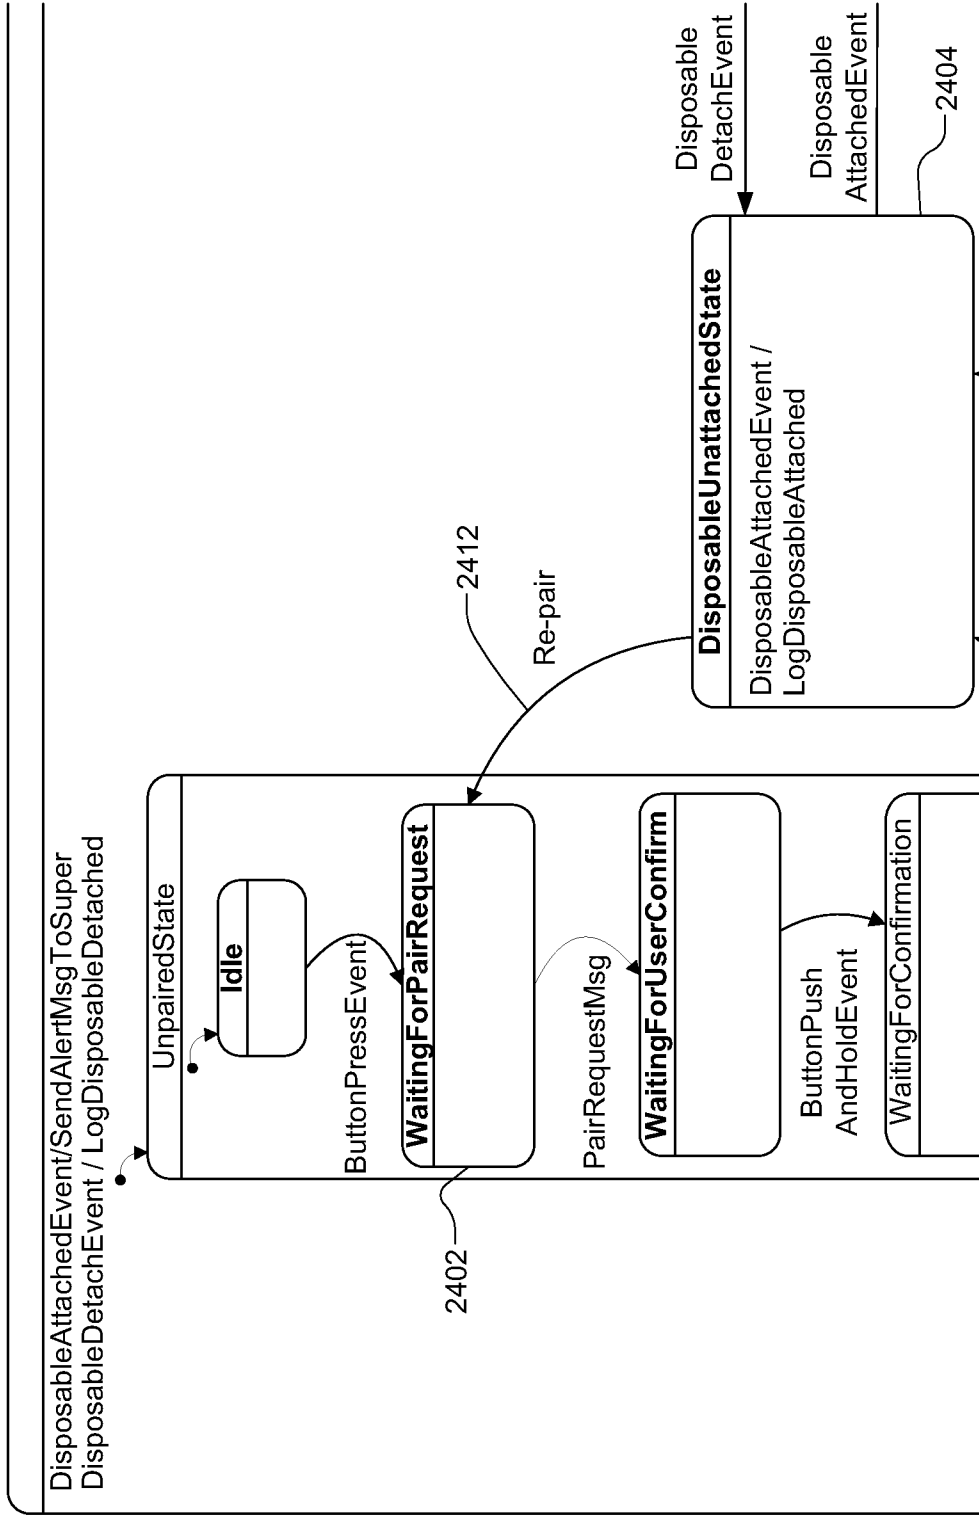 DisposableAttachedEvent/SendAlertMsgToSuper
DisposableDetachEvent / LogDisposableDetached
UnpairedState
Idle
ButtonPressEvent
WaitingForPairRequest
2402
PairRequestMsg
WaitingForUserConfirm
ButtonPush
AndHoldEvent
WaitingForConfirmation
2412
Re-pair
DisposableUnattachedState
DisposableAttachedEvent /
LogDisposableAttached
Disposable
DetachEvent
Disposable
AttachedEvent
2404